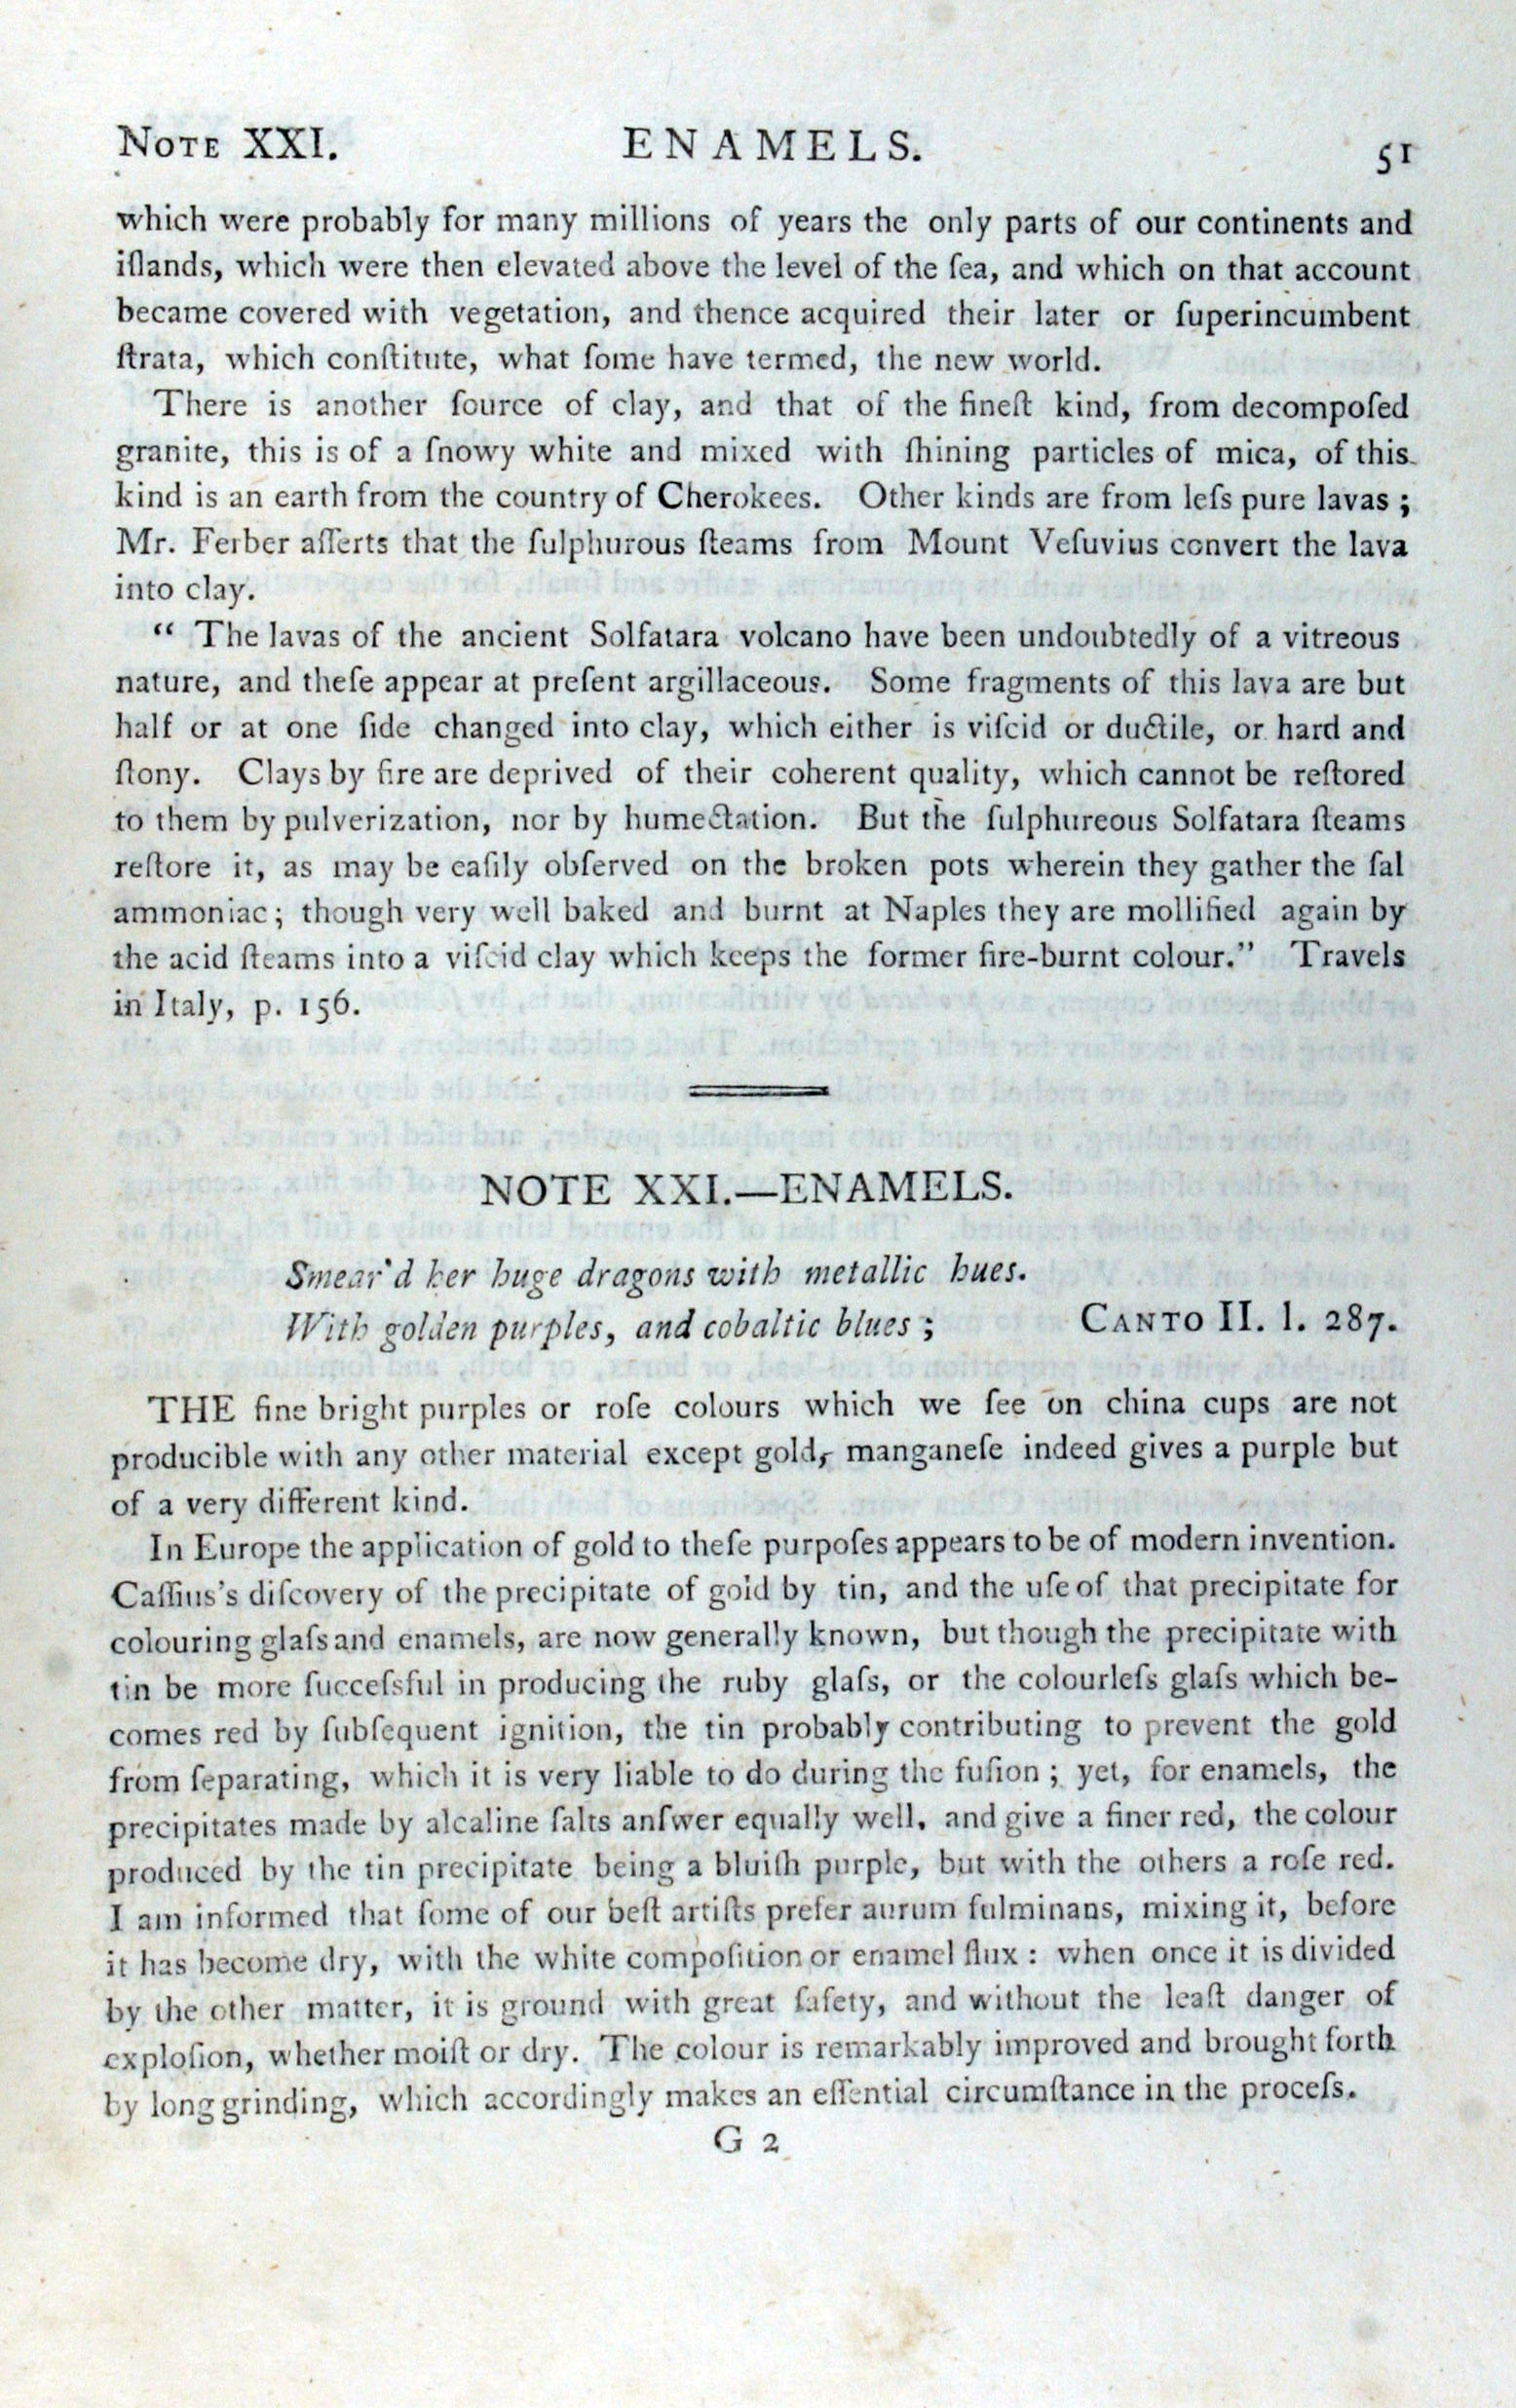 NOTE XXI. ENAMELS. 51
which were probably for many millions of years the only parts of our continents and
iſlands, which were then elevated above the level of the ſea, and which on that account
became covered with vegetation, and thence acquired their later or ſuperincumbent
ſtrata, which conſtitute, what ſome have termed, the new world.
There is another ſource of clay, and that of the fineſt kind, from decompoſed
granite, this is of a ſnowy white and mixed with ſhining particles of mica, of this
kind is an earth from the country of Cherokees. Other kinds are from leſs pure lavas;
Mr. Ferber aſſerts that the ſulphurous ſteams from Mount Veſuvius convert the lava
into clay.
“ The lavas of the ancient Solfatara volcano have been undoubtedly of a vitreous
nature, and theſe appear at preſent argillaceous. Some fragments of this lava are but
half or at one ſide changed into clay, which either is viſcid or ductile, or hard and
ſtony. Clays by fire are deprived of their coherent quality, which cannot be reſtored
to them by pulverization, nor by humectation. But the ſulphureous Solfatara ſteams
reſtore it, as may be eaſily obſerved on the broken pots wherein they gather the ſal
ammoniac; though very well baked and burnt at Naples they are mollified again by
the acid ſteams into a viſcid clay which keeps the former fire-burnt colour.” Travels
in Italy, p. 156.
NOTE XXI.—ENAMELS.
Smear'd her huge dragons with metallic hues.
With golden purples, and cobaltic blues; CANTO II. l. 287.
THE fine bright purples or roſe colours which we ſee on china cups are not
producible with any other material except gold, manganeſe indeed gives a purple but
of a very different kind.
In Europe the application of gold to theſe purpoſes appears to be of modern invention.
Caſſius's diſcovery of the precipitate of gold by tin, and the uſe of that precipitate for
colouring glaſs and enamels, are now generally known, but though the precipitate with
tin be more ſucceſsful in producing the ruby glaſs, or the colourleſs glaſs which be-
comes red by ſubſequent ignition, the tin probably contributing to prevent the gold
from ſeparating, which it is very liable to do during the fuſion; yet, for enamels, the
precipitates made by alcaline ſalts anſwer equally well, and give a finer red, the colour
produced by the tin precipitate being a bluiſh purple, but with the others a roſe red.
I am informed that ſome of our beſt artiſts prefer aurum fulminans, mixing it, before
it has become dry, with the white compoſition or enamel flux: when once it is divided
by the other matter, it is ground with great ſafety, and without the leaſt danger of
exploſion, whether moiſt or dry. The colour is remarkably improved and brought forth
by long grinding, which accordingly makes an eſſential circumſtance in the proceſs.
G 2